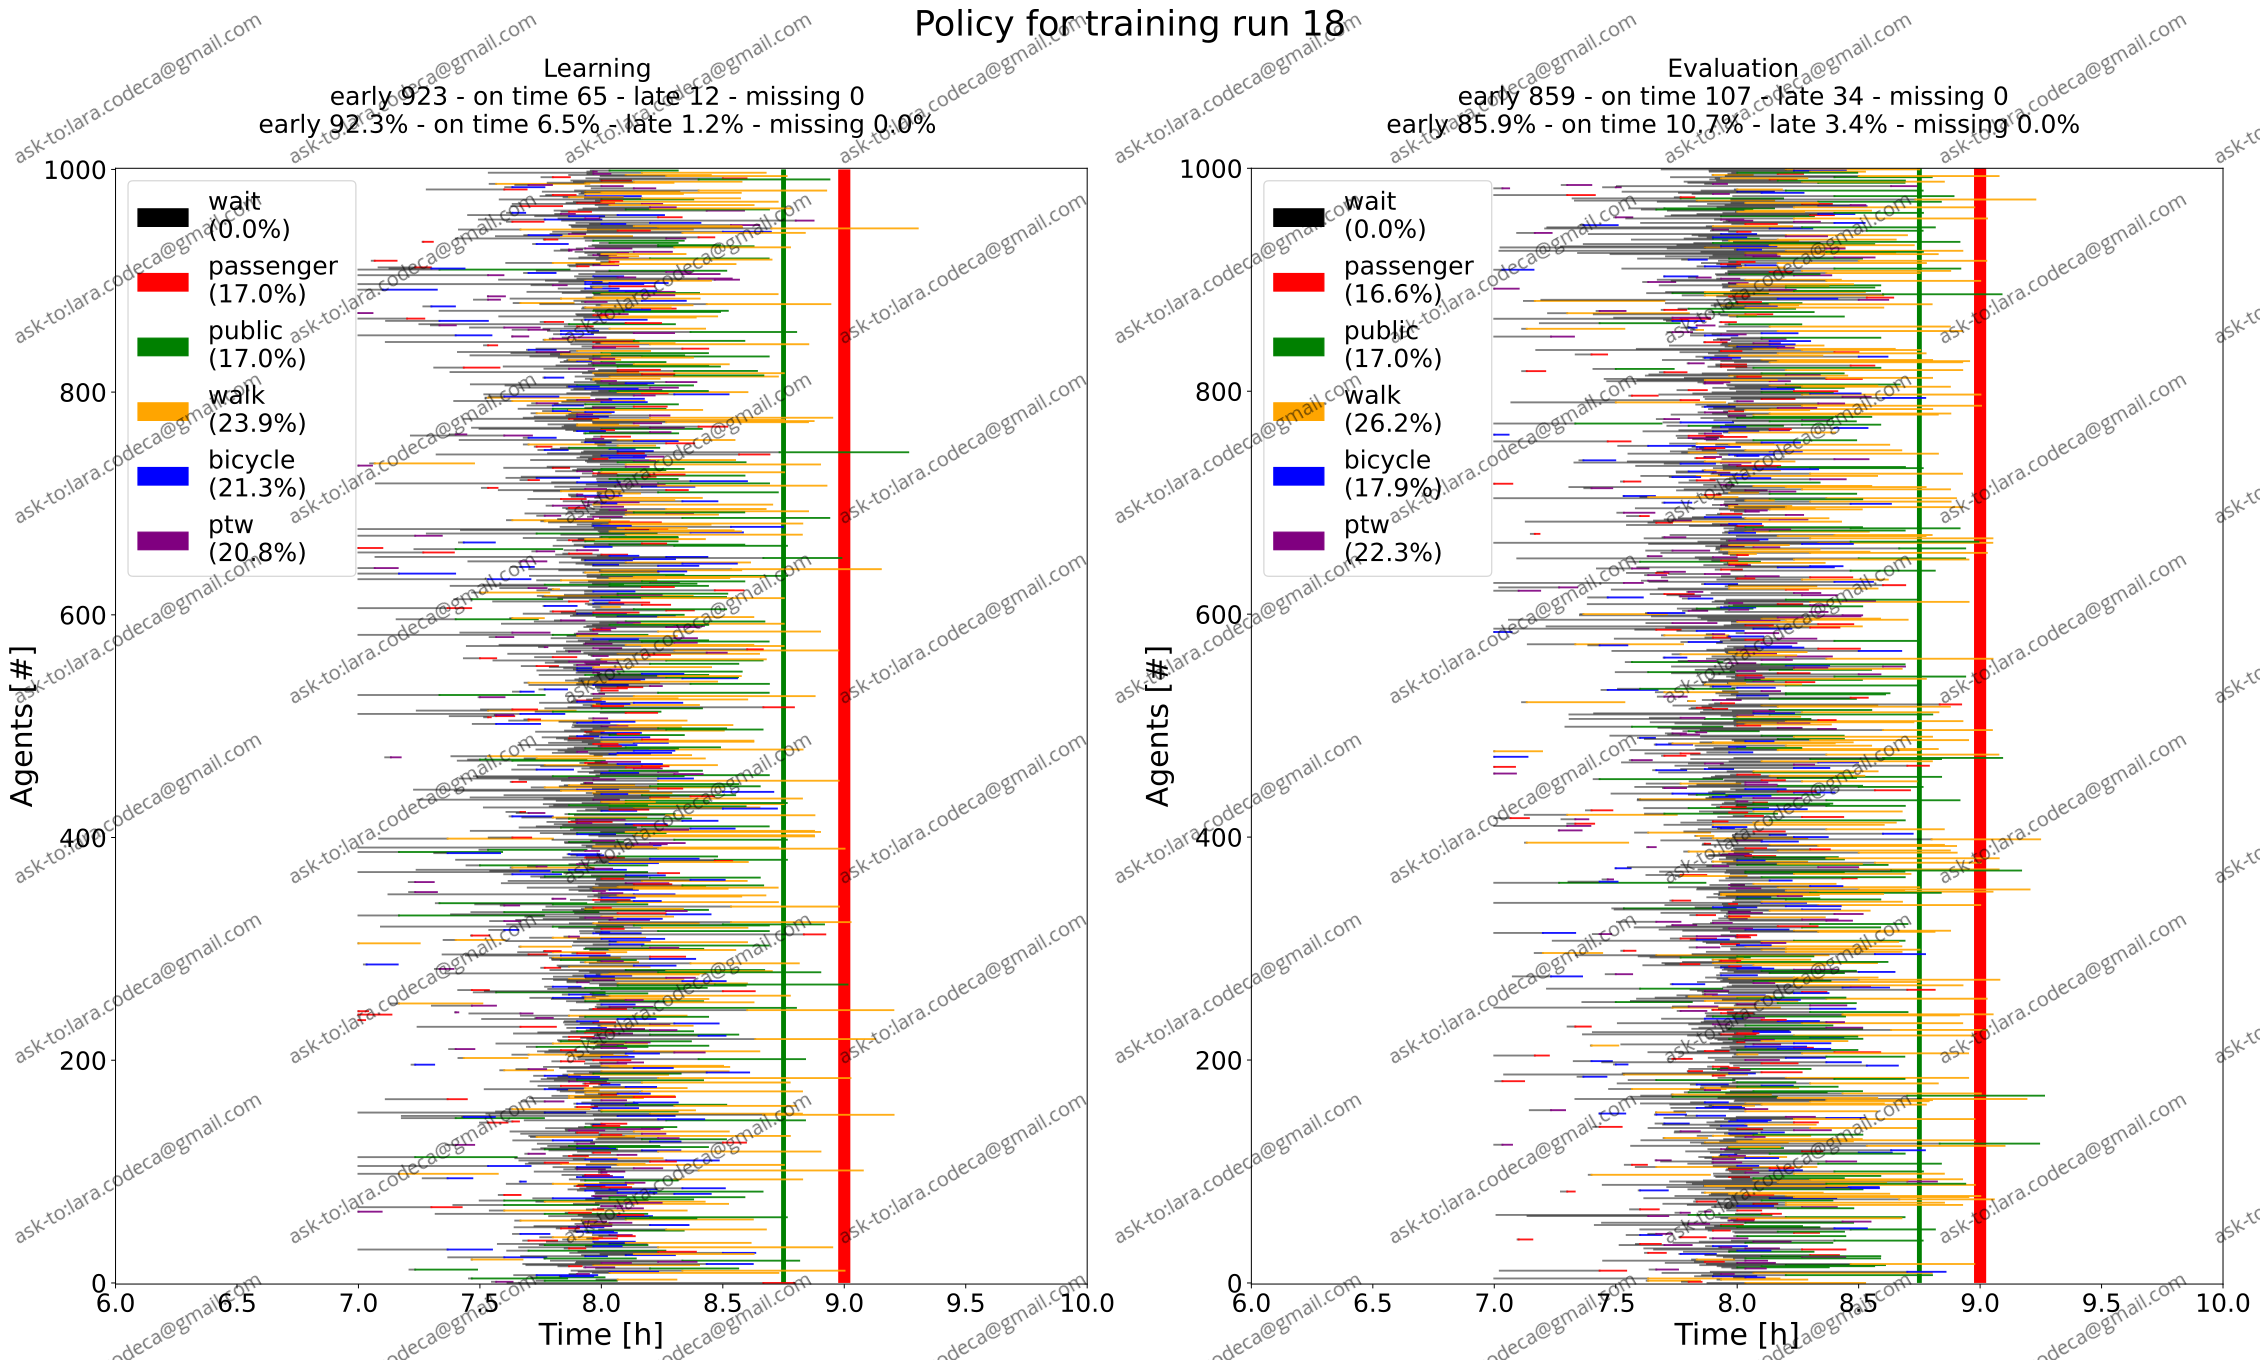 Policy for training run 18
Learning
early 923 - on time 65 - late 12 - missing 0
early 92.3% - on time 6.5% - late 1.2% - missing 0.0%
Evaluation
early 859 - on time 107 - late 34 - missing 0
early 85.9% - on time 10.7% - late 3.4% - missing 0.0%
Agents [#]
1000
800
600
400
200
0
wait
(0.0%)
passenger
(17.0%)
public
(17.0%)
walk
(23.9%)
bicycle
(21.3%)
ptw
(20.8%)
6.0 6.5 7.0 7.5 8.0 8.5 9.0 9.5 10.0
Time [h]
Agents [#]
1000
800
600
400
200
0
wait
(0.0%)
passenger
(16.6%)
public
(17.0%)
walk
(26.2%)
bicycle
(17.9%)
ptw
(22.3%)
6.0 6.5 7.0 7.5 8.0 8.5 9.0 9.5 10.0
Time [h]
ask-to:lara.codeca@gmail.com